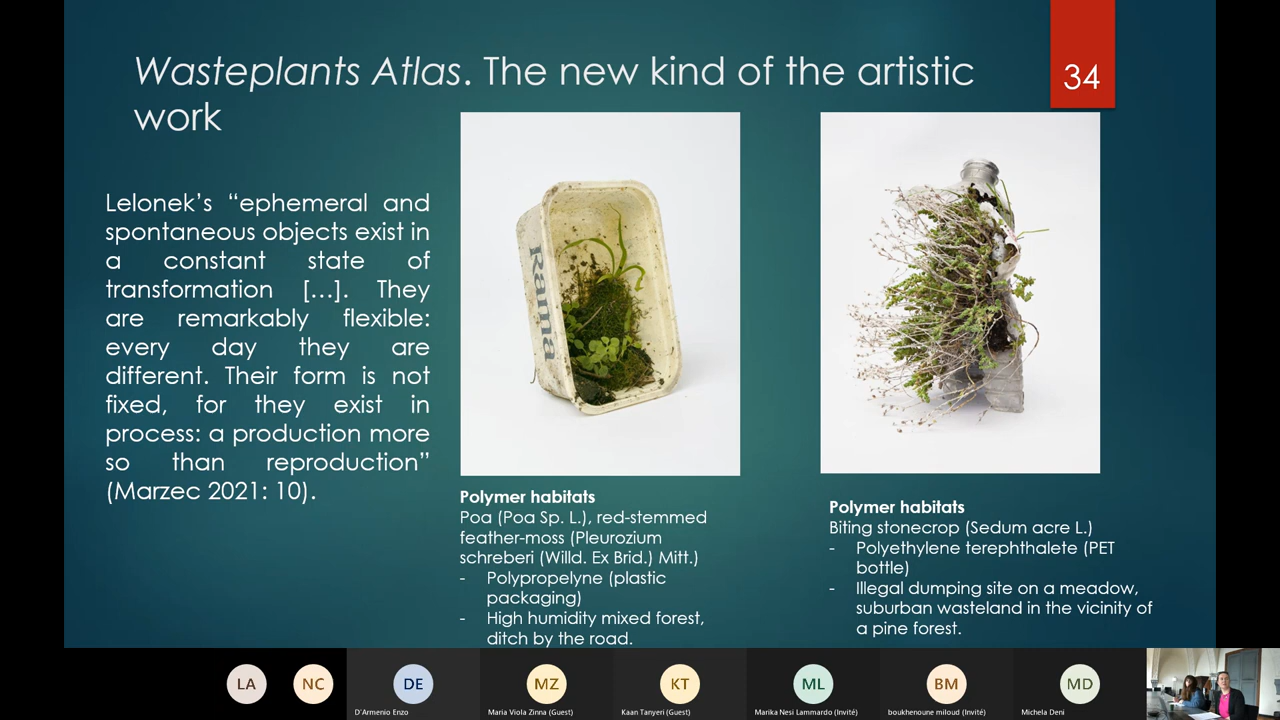 Wasteplants Atlas. The new kind of the artistic
work
34
Lelonek's “ephemeral and
spontaneous objects exist in
a constant state of
transformation [...]. They
are remarkably flexible:
every day they are
different. Their form is not
fixed, for they exist in
process: a production more
so than reproduction”
(Marzec 2021: 10).
Rama
Polymer habitats
Poa (Poa Sp. L.), red-stemmed
feather-moss (Pleurozium
schreberi (Willd. Ex Brid.) Mitt.)
- Polypropelyne (plastic
packaging)
- High humidity mixed forest,
ditch by the road.
Polymer habitats
Biting stonecrop (Sedum acre L.)
- Polyethylene terephthalete (PET
bottle)
- Illegal dumping site on a meadow,
suburban wasteland in the vicinity of
a pine forest.
LA
NC
DE
MZ
KT
ML
BM
MD
D'Armenio Enzo
Maria Viola Zinna (Guest)
Kaan Tanyeri (Guest)
Marika Nesi Lammardo (Invité)
boukhenoune miloud (Invité)
Michela Deni